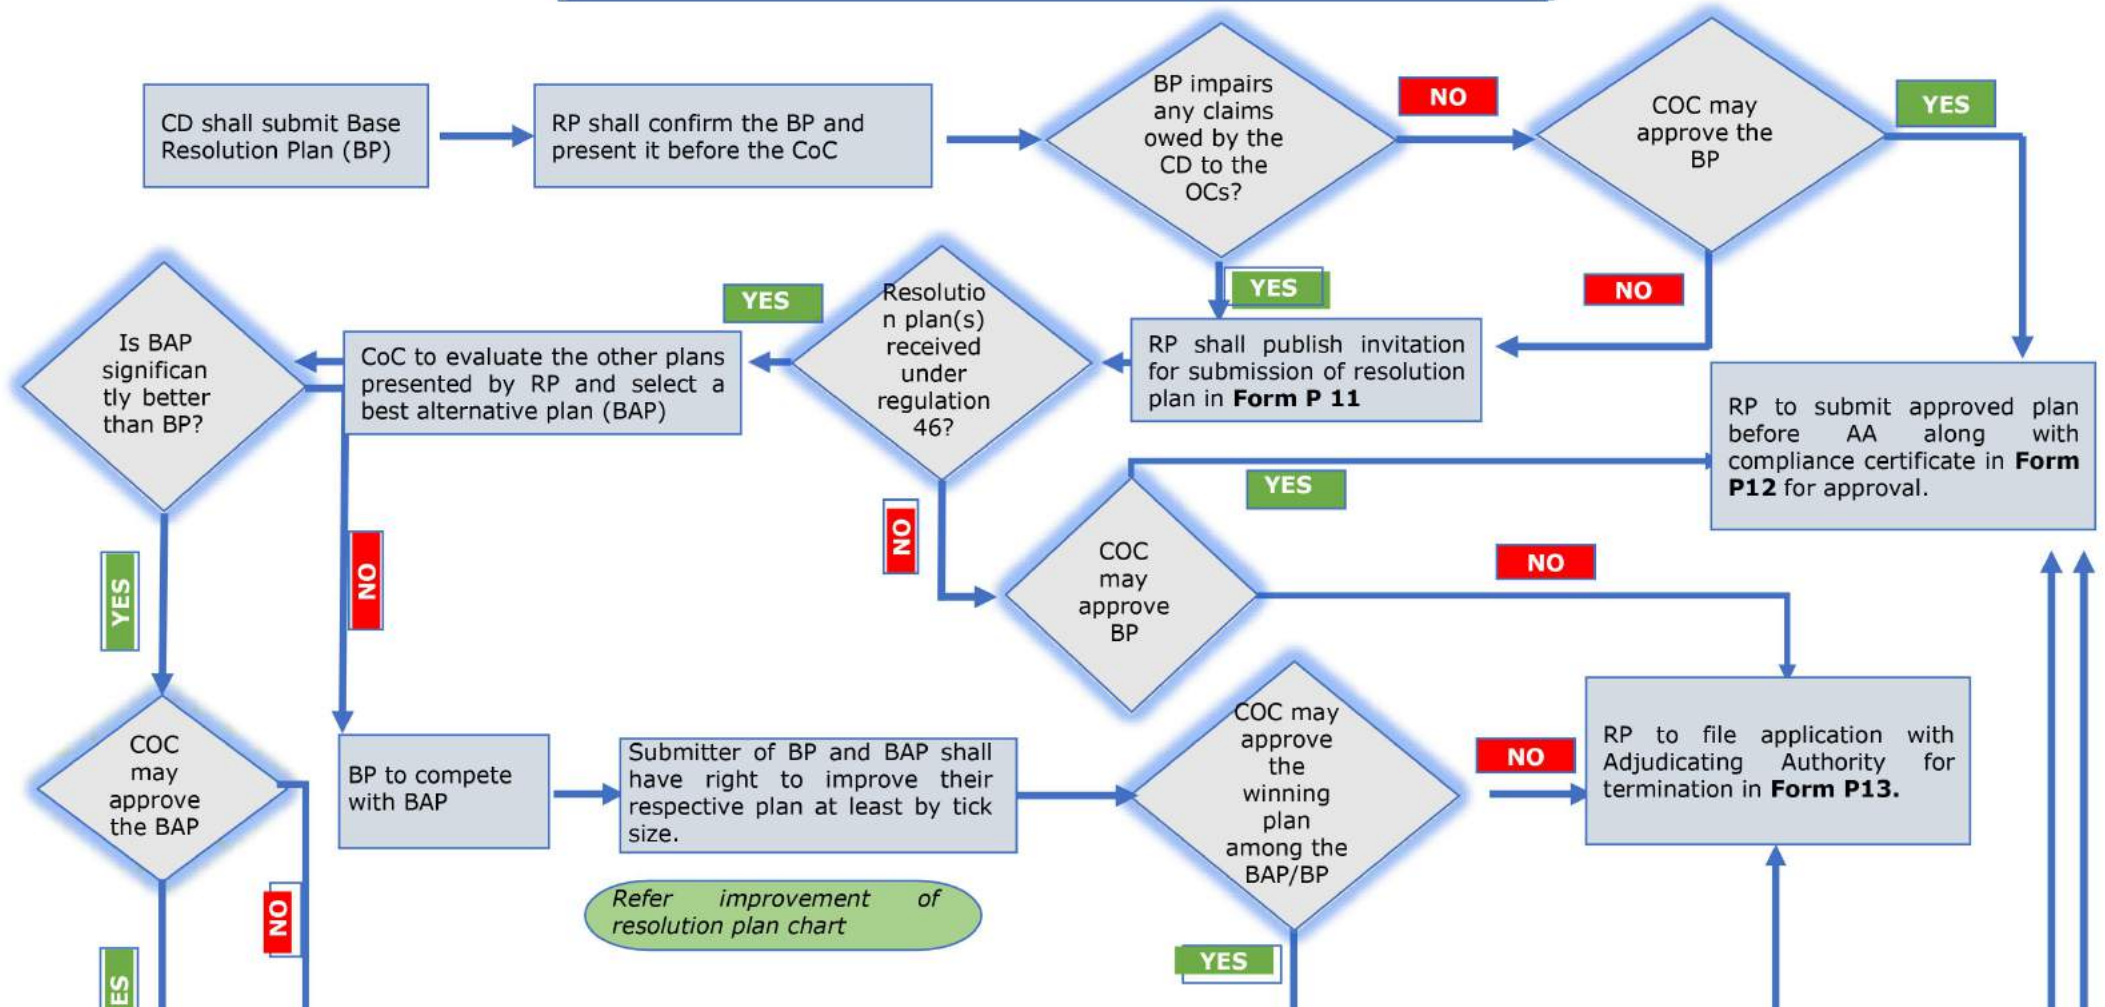 CD shall submit Base
Resolution Plan (BP)
RP shall confirm the BP and
present it before the CoC
BP impairs
any claims
owed by the
CD to the
OCs?
NO
COC may
approve the
BP
YES
YES
NO
Is BAP
significan
tly better
than BP?
CoC to evaluate the other plans
presented by RP and select a
best alternative plan (BAP)
YES
Resolutio
n plan(s)
received
under
regulation
46?
RP shall publish invitation
for submission of resolution
plan in Form P 11
RP to submit approved plan
before AA along with
compliance certificate in Form
P12 for approval.
YES
NO
NO
YES
NO
COC
may
approve
BP
NO
COC
may
approve
the BAP
BP to compete
with BAP
Submitter of BP and BAP shall
have right to improve their
respective plan at least by tick
size.
COC may
approve
the
winning
plan
among the
BAP/BP
NO
RP to file application with
Adjudicating Authority for
termination in Form P13.
Refer improvement of
resolution plan chart
NO
YES
ES